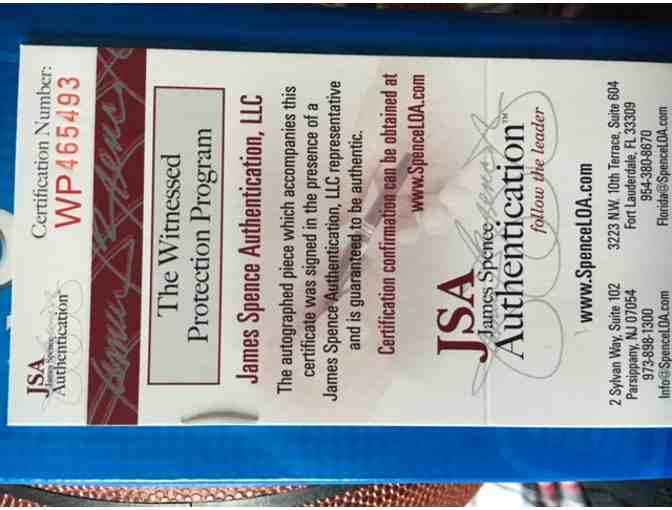 JSA
James Spence
Authentication™
Certification Number:
WP465493
The Witnessed
Protection Program
James Spence Authentication, LLC
The autographed piece which accompanies this
certificate was signed in the presence of a
James Spence Authentication, LLC representative
and is guaranteed to be authentic.
Certification confirmation can be obtained at
www.SpenceLOA.com
JSA
James Spence
Authentication™
follow the leader
www.SpenceLOA.com
2 Sylvan Way, Suite 102
Parsippany, NJ 07054
973-898-1300
Info@SpenceLOA.com
3223 N.W. 10th Terrace, Suite 604
Fort Lauderdale, FL 33309
954-380-8670
Florida@SpenceLOA.com